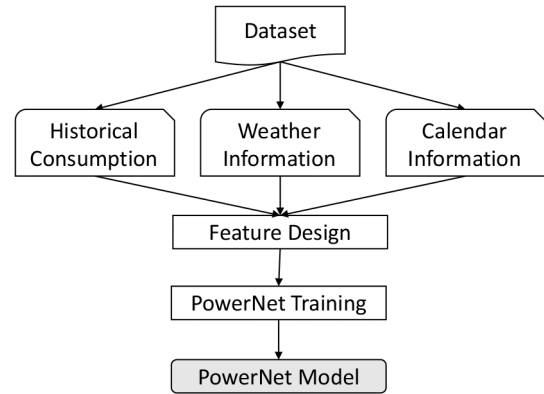 Dataset
Historical
Consumption
Weather
Information
Calendar
Information
Feature Design
PowerNet Training
PowerNet Model